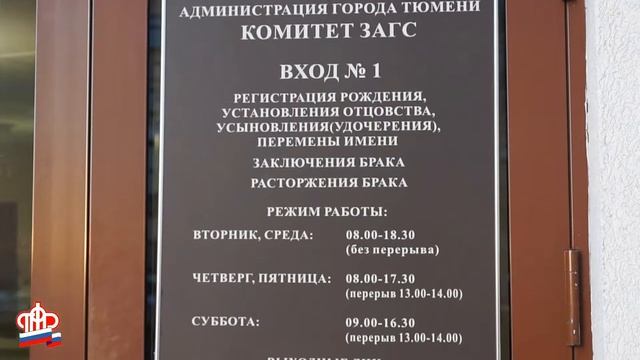 АДМИНИСТРАЦИЯ ГОРОДА ТЮМЕНИ
КОМИТЕТ ЗАГС
ВХОД № 1
РЕГИСТРАЦИЯ РОЖДЕНИЯ,
УСТАНОВЛЕНИЯ ОТЦОВСТВА,
УСЫНОВЛЕНИЯ(УДОЧЕРЕНИЯ),
ПЕРЕМЕНЫ ИМЕНИ
ЗАКЛЮЧЕНИЯ БРАКА
РАСТОРЖЕНИЯ БРАКА
РЕЖИМ РАБОТЫ:
ВТОРНИК, СРЕДА: 08.00-18.30
(без перерыва)
ЧЕТВЕРГ, ПЯТНИЦА: 08.00-17.30
(перерыв 13.00-14.00)
СУББОТА: 09.00-16.30
(перерыв 13.00-14.00)
ВЫХОДНЫЕ ДНИ